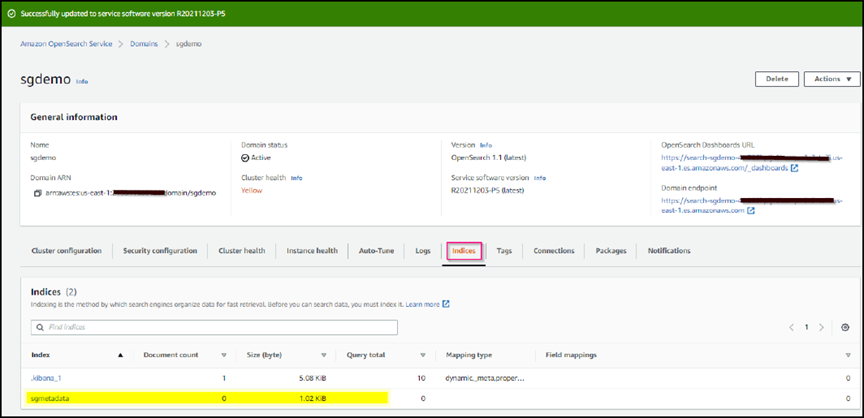 Successfully updated to service software version R20211203-P5
Amazon OpenSearch Service > Domains > sgdemo
sgdemo Info
Delete Actions
General information
Name
sgdemo
Domain ARN
arn:aws:es:us-east-1: domain/sgdemo
Domain status
Active
Cluster health Info
Yellow
Version Info
OpenSearch 1.1 (latest)
Service software version Info
R20211203-P5 (latest)
OpenSearch Dashboards URL
https://search-sgdemo- us-
east-1.es.amazonaws.com/_dashboards
Domain endpoint
https://search-sgdemo- us-
east-1.es.amazonaws.com
Cluster configuration Security configuration Cluster health Instance health Auto-Tune Logs Indices Tags Connections Packages Notifications
Indices (2)
Indexing is the method by which search engines organize data for fast retrieval. Before you can search data, you must index it. Learn more
Find indices
< 1 >
Index Document count Size (byte) Query total Mapping type Field mappings
.kibana_1 1 5.08 KiB 10 dynamic,_meta,proper... 0
sgmetadata 0 1.02 KiB 0 0